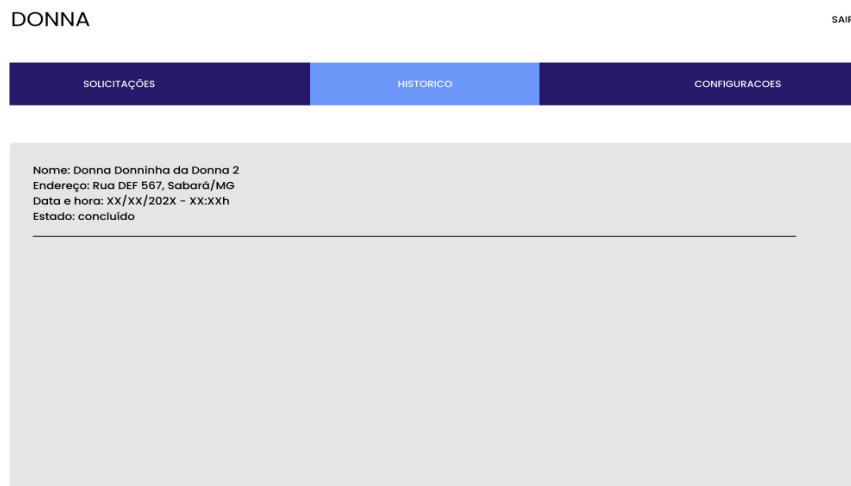 DONNA
SAIR
SOLICITAÇÕES
HISTORICO
CONFIGURACOES
Nome: Donna Donninha da Donna 2
Endereço: Rua DEF 567, Sabará/MG
Data e hora: XX/XX/202X - XX:XXh
Estado: concluído